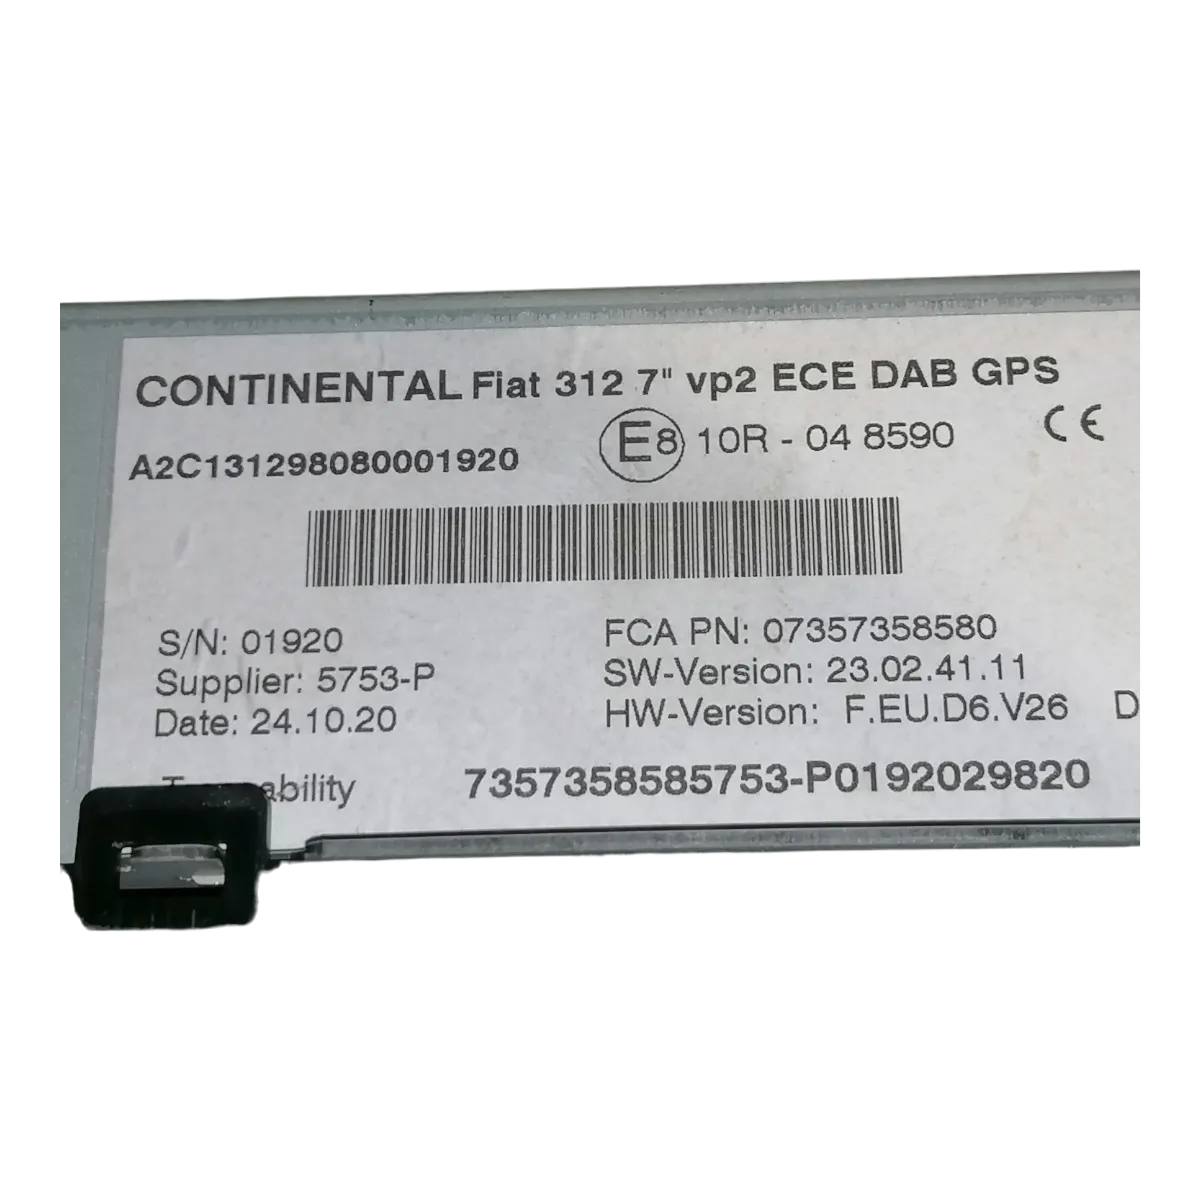 CONTINENTAL Fiat 312 7" vp2 ECE DAB GPS
A2C131298080001920 E8 10R - 04 8590 CE
S/N: 01920 FCA PN: 07357358580
Supplier: 5753-P SW-Version: 23.02.41.11
Date: 24.10.20 HW-Version: F.EU.D6.V26 D
7357358585753-P0192029820